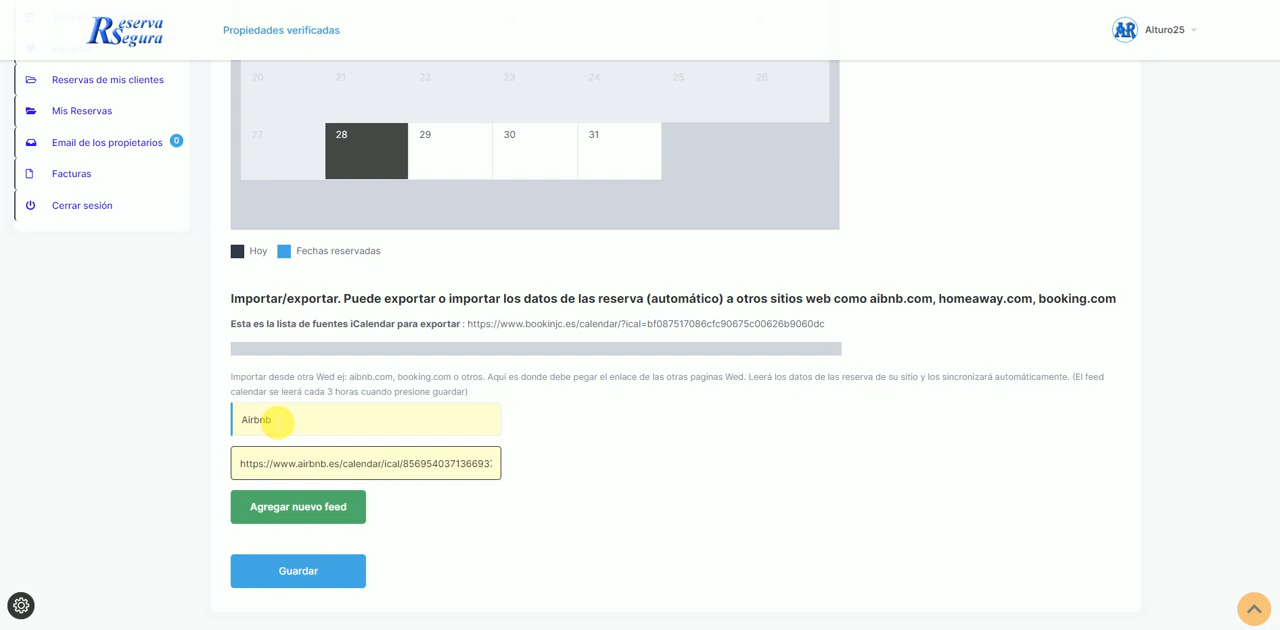 Reserva Segura
Propiedades verificadas
AR
Alturo25
Reservas de mis clientes
Mis Reservas
Email de los propietarios
0
Facturas
Cerrar sesión
20 21 22 23 24 25 26
27 28 29 30 31
Hoy
Fechas reservadas
Importar/exportar. Puede exportar o importar los datos de las reserva (automático) a otros sitios web como aibnb.com, homeaway.com, booking.com
Esta es la lista de fuentes iCalendar para exportar : https://www.bookinjc.es/calendar/?ical=bf087517086cfc90675c00626b9060dc
Importar desde otra Wed ej: aibnb.com, booking.com o otros. Aquí es donde debe pegar el enlace de las otras paginas Wed. Leerá los datos de las reserva de su sitio y los sincronizará automáticamente. (El feed
calendar se leerá cada 3 horas cuando presione guardar)
Airbnb
https://www.airbnb.es/calendar/ical/856954037136693
Agregar nuevo feed
Guardar